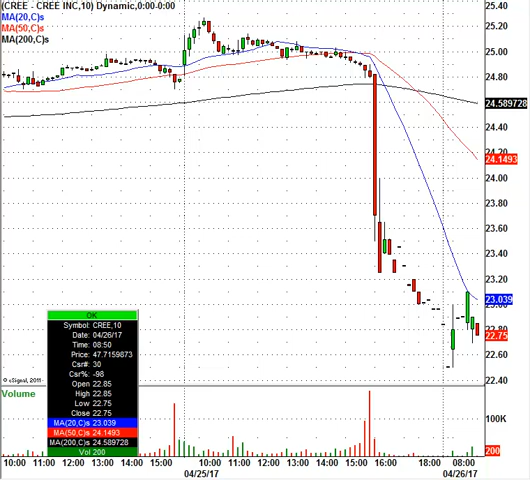 (CREE - CREE INC,10) Dynamic,0:00-0:00
MA(20,C)s
MA(50,C)s
MA(200,C)s
25.40
25.20
25.00
24.80
24.589728
24.40
24.20
24.1493
24.00
23.80
23.60
23.40
23.20
23.039
22.80
22.75
22.60
22.40
OK
Symbol: CREE,10
Date: 04/26/17
Time: 08:50
Price: 47.7159873
Csr#: 30
Csr%: -98
Open 22.85
High 22.85
Low 22.85
Close 22.75
MA(20,C)s 23.039
MA(50,C)s 24.1493
MA(200,C)s 24.589728
Vol 200
© eSignal, 2011
Volume
100K
200
10:00 11:00 12:00 13:00 14:00 15:00 10:00 11:00 12:00 13:00 14:00 15:00 16:00 18:00 08:00
04/25/17 04/26/17